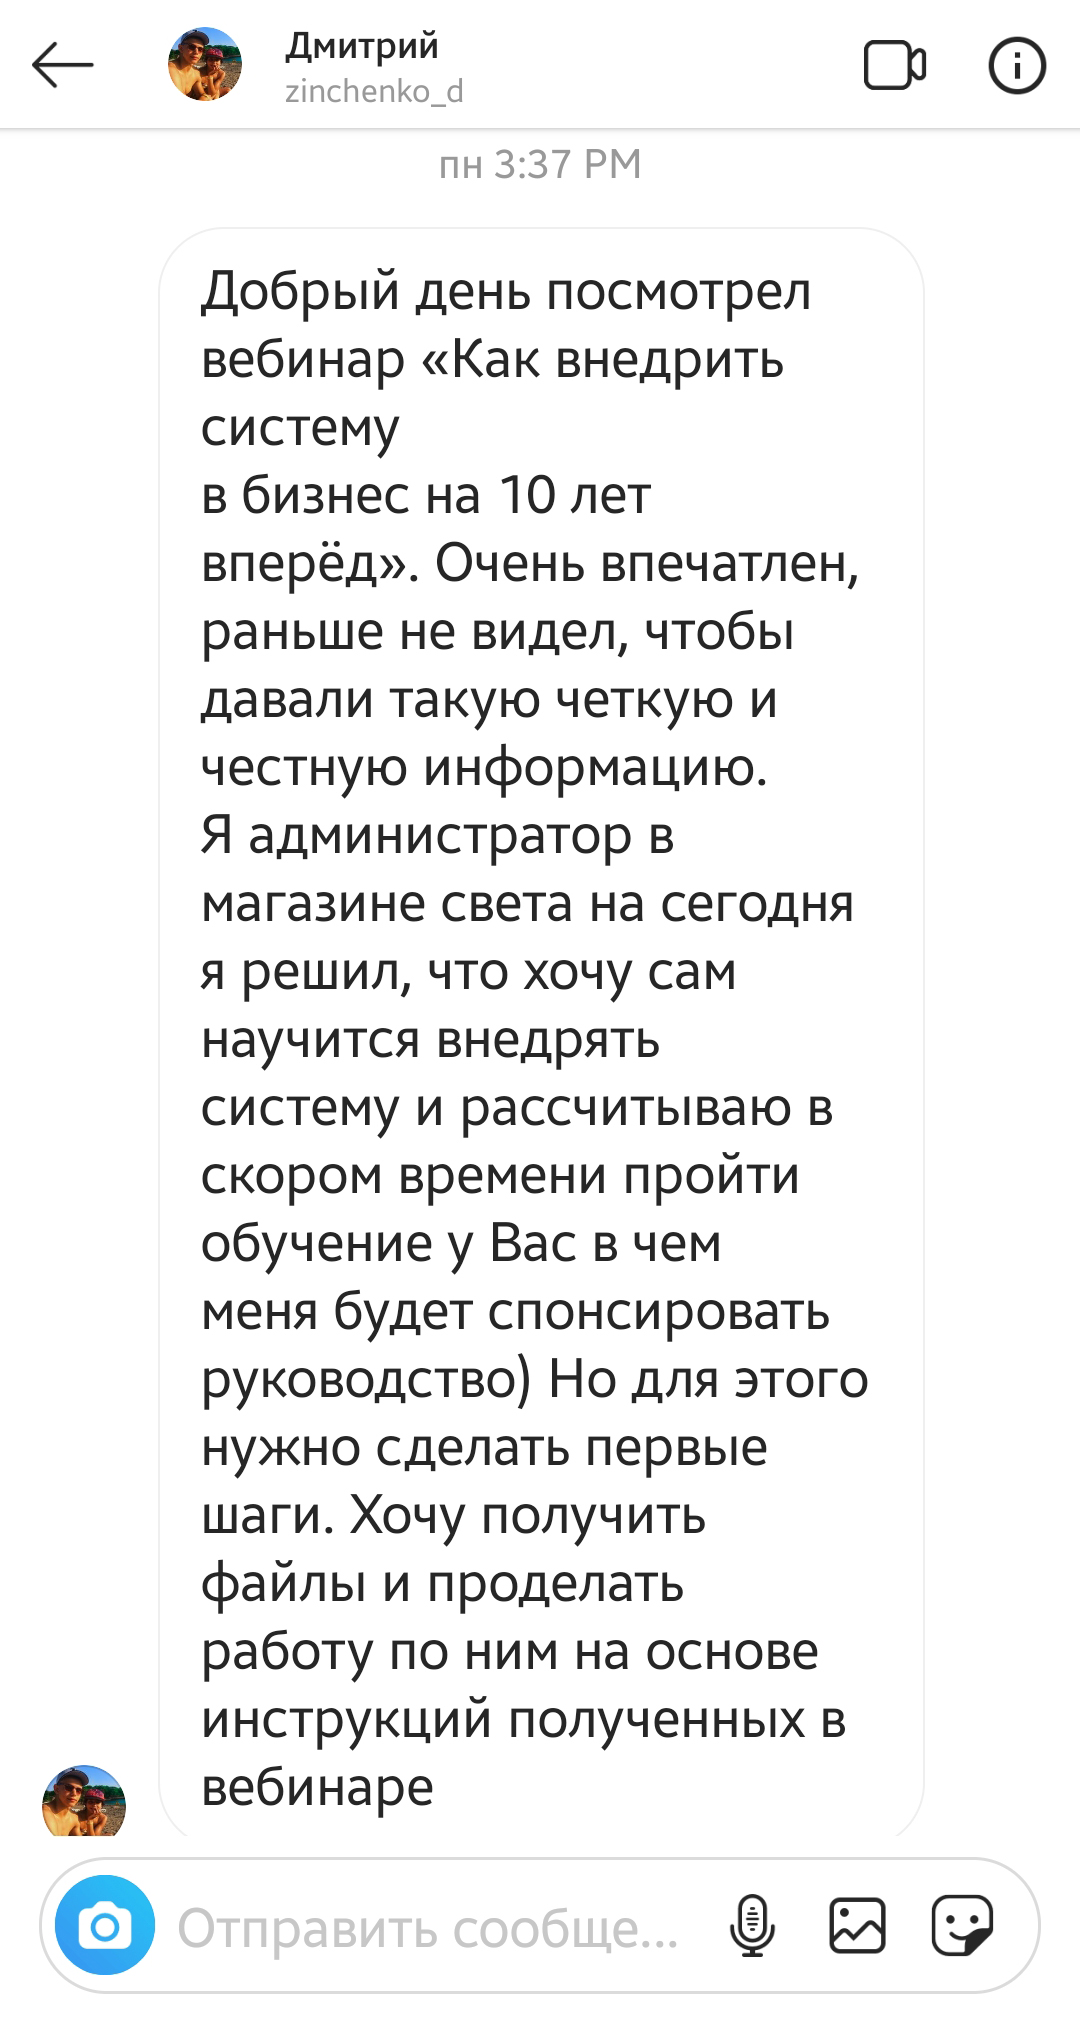 Дмитрий
zinchenko_d
пн 3:37 PM
Добрый день посмотрел
вебинар «Как внедрить
систему
в бизнес на 10 лет
вперёд». Очень впечатлен,
раньше не видел, чтобы
давали такую четкую и
честную информацию.
Я администратор в
магазине света на сегодня
я решил, что хочу сам
научится внедрять
систему и рассчитываю в
скором времени пройти
обучение у Вас в чем
меня будет спонсировать
руководство) Но для этого
нужно сделать первые
шаги. Хочу получить
файлы и проделать
работу по ним на основе
инструкций полученных в
вебинаре
Отправить сообще...